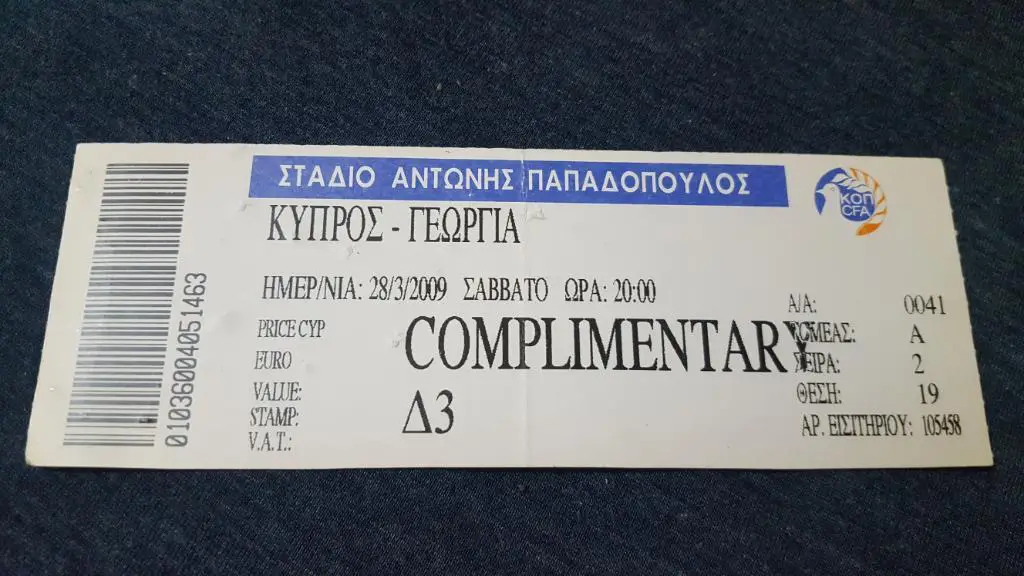 ΣΤΑΔΙΟ ΑΝΤΩΝΗΣ ΠΑΠΑΔΟΠΟΥΛΟΣ
ΚΟΠ
CFA
ΚΥΠΡΟΣ - ΓΕΩΡΓΙΑ
ΗΜΕΡ/ΝΙΑ: 28/3/2009 ΣΑΒΒΑΤΟ ΩΡΑ: 20:00
PRICE CYP
EURO
VALUE:
STAMP:
V.A.T.:
COMPLIMENTARY
Δ3
Α/Α: 0041
Α
ΣΕΙΡΑ: 2
ΘΕΣΗ: 19
ΑΡ. ΕΙΣΙΤΗΡΙΟΥ: 105458
01036004051463